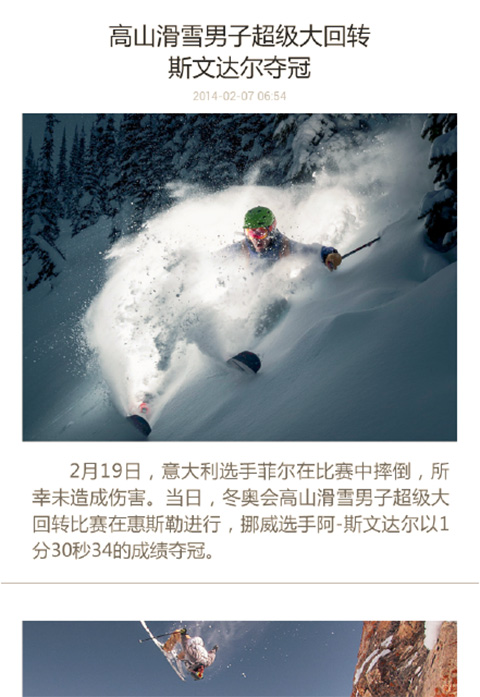 高山滑雪男子超级大回转
斯文达尔夺冠
2014-02-07 06:54
2月19日，意大利选手菲尔在比赛中摔倒，所
幸未造成伤害。当日，冬奥会高山滑雪男子超级大
回转比赛在惠斯勒进行，挪威选手阿-斯文达尔以1
分30秒34的成绩夺冠。